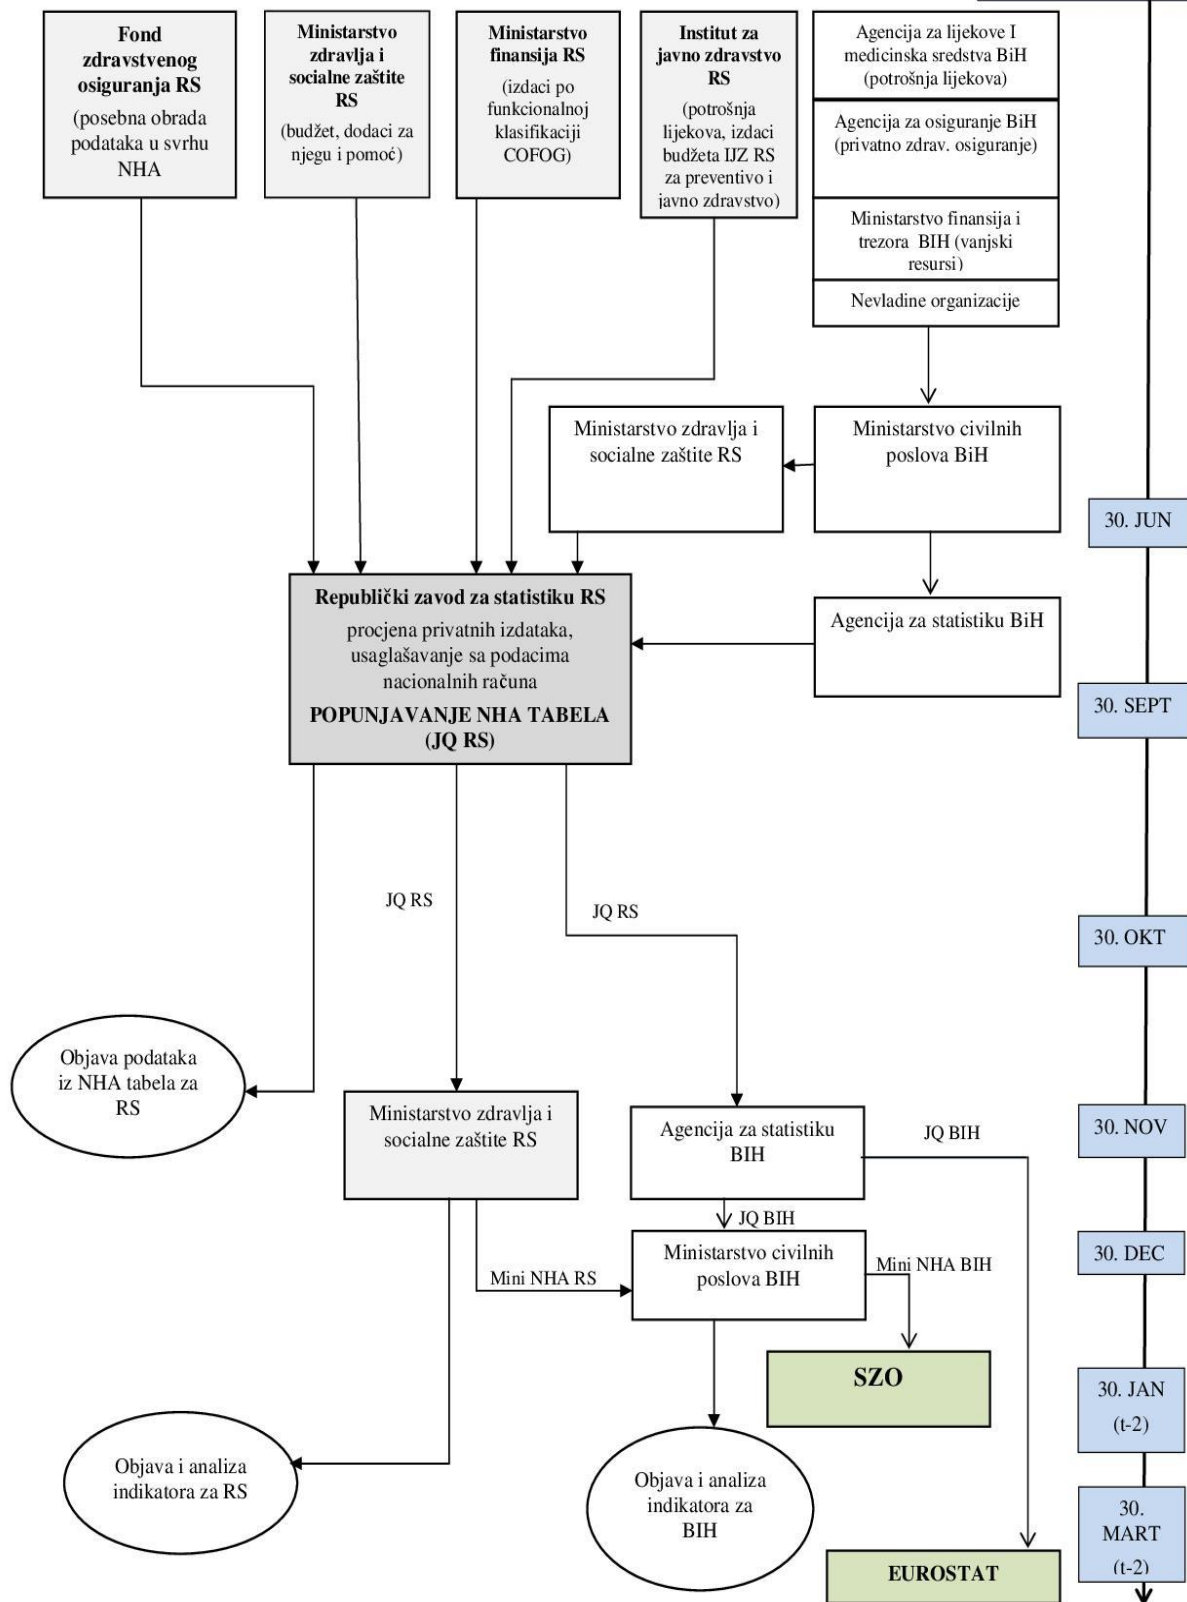 Fond
zdravstvenog
osiguranja RS
(posebna obrada
podataka u svrhu
NHA
Ministarstvo
zdravlja i
socialne zaštite
RS
(budžet, dodaci za
njegu i pomoć)
Ministarstvo
finansija RS
(izdaci po
funkcionalnoj
klasifikaciji
COFOG)
Institut za
javno zdravstvo
RS
(potrošnja
lijekova, izdaci
budžeta IJZ RS
za preventivo i
javno zdravstvo)
Agencija za lijekove I
medicinska sredstva BiH
(potrošnja lijekova)
Agencija za osiguranje BiH
(privatno zdrav. osiguranje)
Ministarstvo finansija i
trezora BIH (vanjski
resursi)
Nevladine organizacije
Ministarstvo zdravlja i
socialne zaštite RS
Ministarstvo civilnih
poslova BiH
30. JUN
Republički zavod za statistiku RS
procjena privatnih izdataka,
usaglašavanje sa podacima
nacionalnih računa
POPUNJAVANJE NHA TABELA
(JQ RS)
Agencija za statistiku BiH
30. SEPT
JQ RS
JQ RS
30. OKT
Objava podataka
iz NHA tabela za
RS
Ministarstvo zdravlja i
socialne zaštite RS
Agencija za statistiku
BIH
JQ BIH
30. NOV
JQ BIH
Mini NHA RS
Ministarstvo civilnih
poslova BIH
Mini NHA BIH
30. DEC
SZO
30. JAN
(t-2)
Objava i analiza
indikatora za RS
Objava i analiza
indikatora za
BIH
30.
MART
(t-2)
EUROSTAT